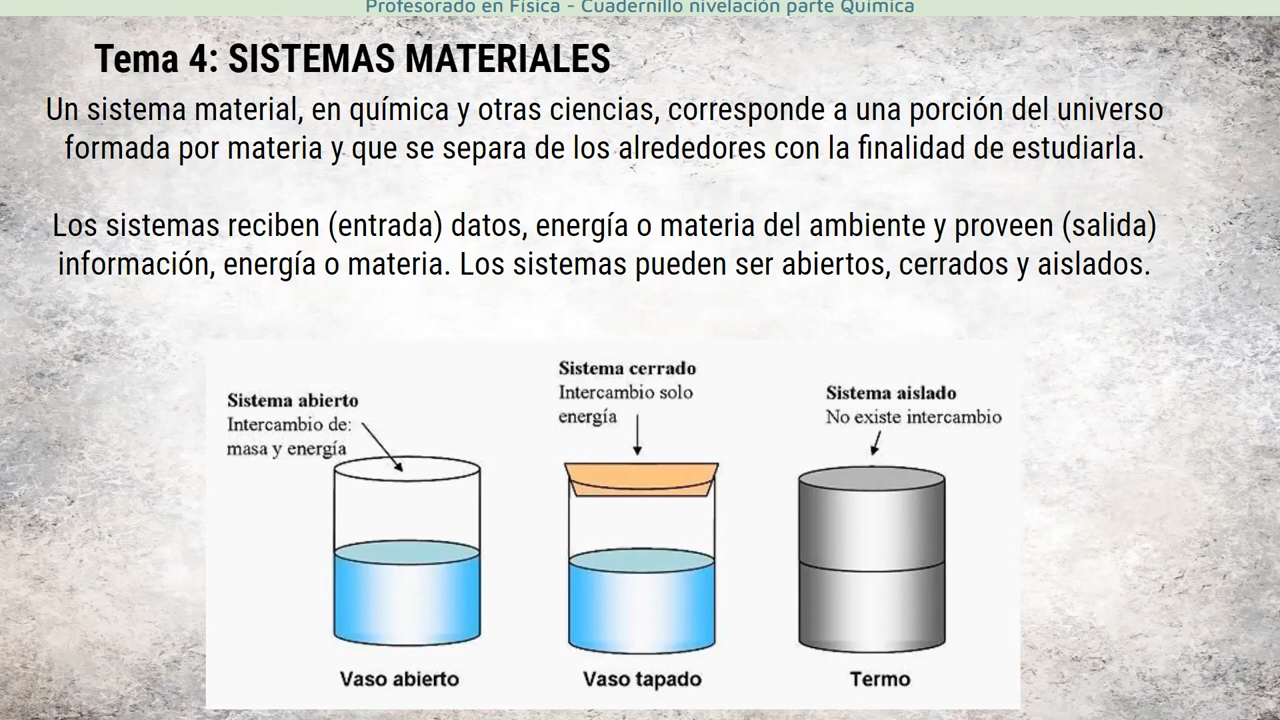 Profesorado en Física - Cuadernillo nivelación parte Química
Tema 4: SISTEMAS MATERIALES
Un sistema material, en química y otras ciencias, corresponde a una porción del universo
formada por materia y que se separa de los alrededores con la finalidad de estudiarla.
Los sistemas reciben (entrada) datos, energía o materia del ambiente y proveen (salida)
información, energía o materia. Los sistemas pueden ser abiertos, cerrados y aislados.
Sistema abierto
Intercambio de:
masa y energía
Sistema cerrado
Intercambio solo
energía
Sistema aislado
No existe intercambio
Vaso abierto
Vaso tapado
Termo